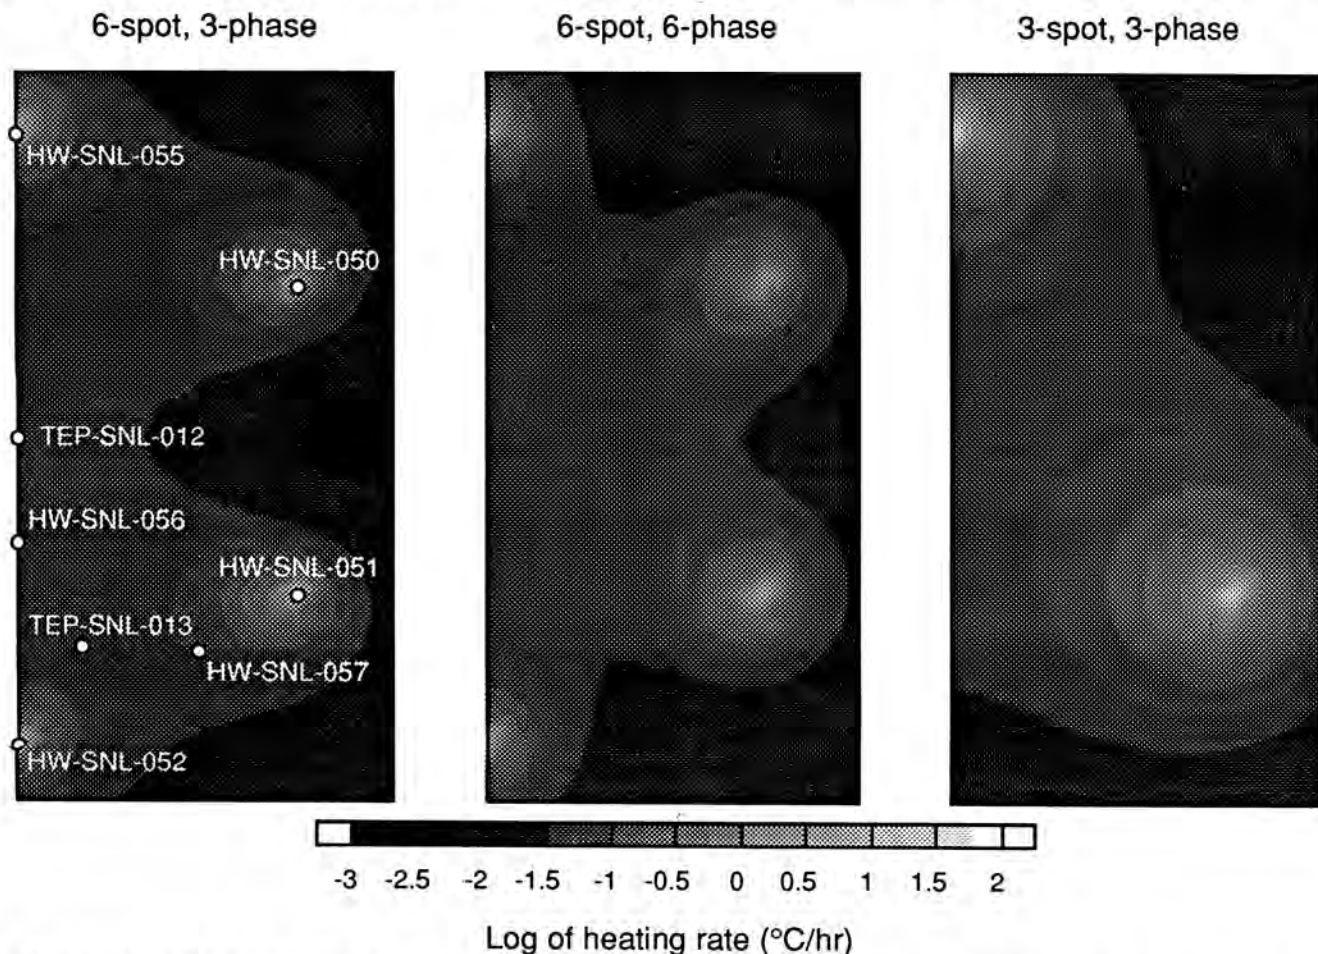 6-spot, 3-phase
6-spot, 6-phase
3-spot, 3-phase
HW-SNL-055
HW-SNL-050
TEP-SNL-012
HW-SNL-056
HW-SNL-051
TEP-SNL-013
HW-SNL-057
HW-SNL-052
-3 -2.5 -2 -1.5 -1 -0.5 0 0.5 1 1.5 2
Log of heating rate (°C/hr)